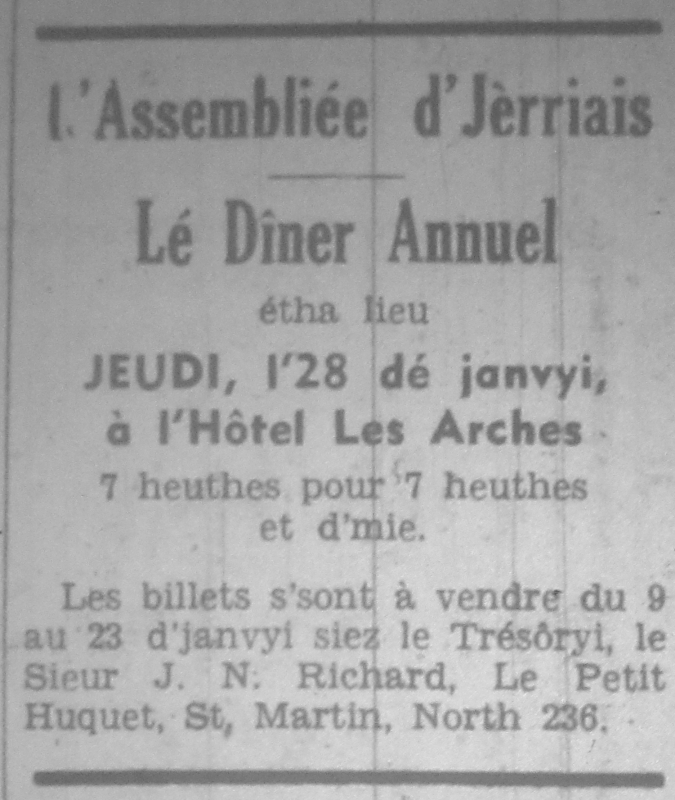 L'Assembliée d'Jèrriais
Lé Dîner Annuel
étha lieu
JEUDI, l'28 dé janvyi,
à l'Hôtel Les Arches
7 heuthes pour 7 heuthes
et d'mie.
Les billets s'sont à vendre du 9
au 23 d'janvyi siez le Trésôryi, le
Sieur J. N. Richard, Le Petit
Huquet, St, Martin, North 236.